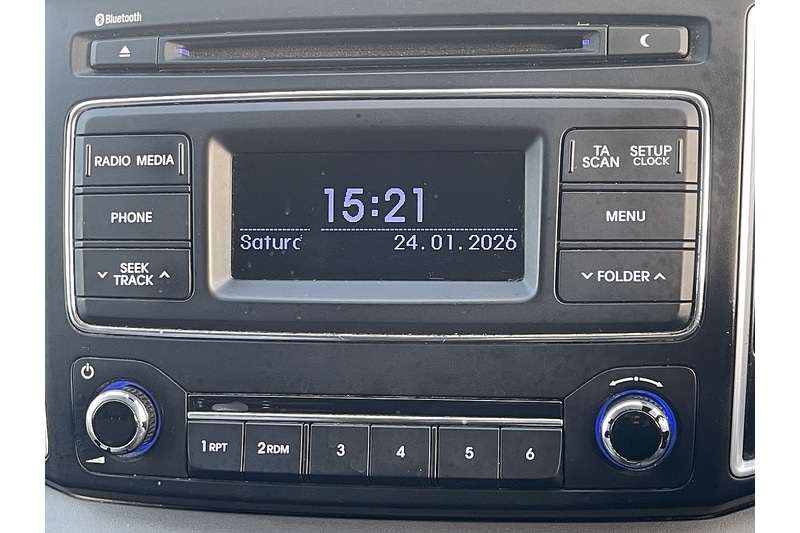 Bluetooth
RADIO MEDIA
PHONE
SEEK
TRACK
15:21
Saturc 24.01.2026
TA
SCAN
SETUP
CLOCK
MENU
FOLDER
1 RPT 2 RDM 3 4 5 6